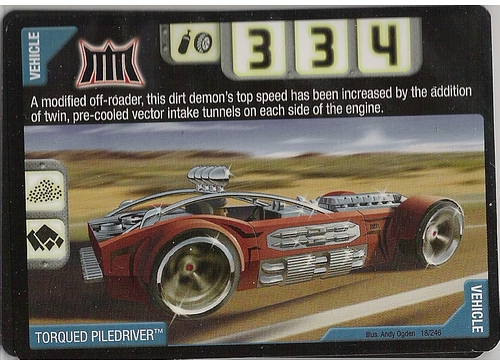 VEHICLE
3 3 4
A modified off-roader, this dirt demon's top speed has been increased by the addition
of twin, pre-cooled vector intake tunnels on each side of the engine.
TORQUED PILEDRIVER™
Illus. Andy Ogden 18/246
VEHICLE